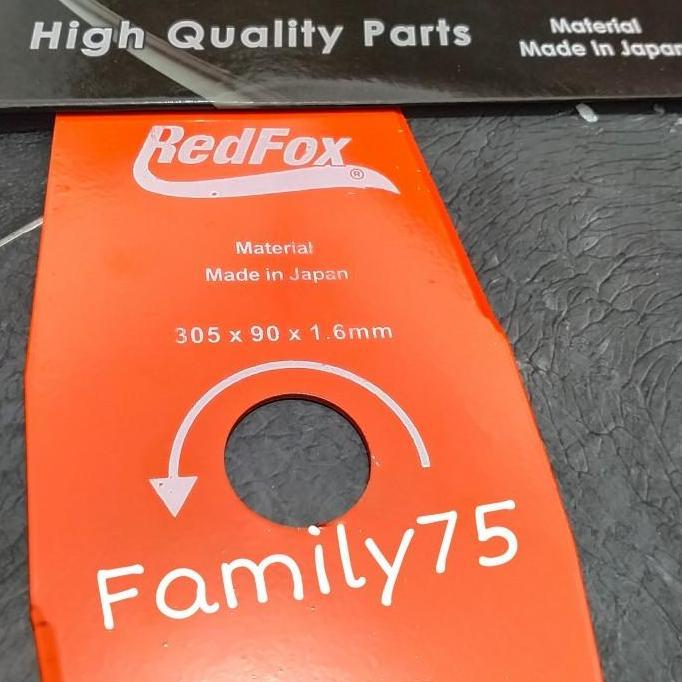 High Quality Parts
Material
Made in Japan
RedFox
®
Material
Made in Japan
305 x 90 x 1.6mm
Family75